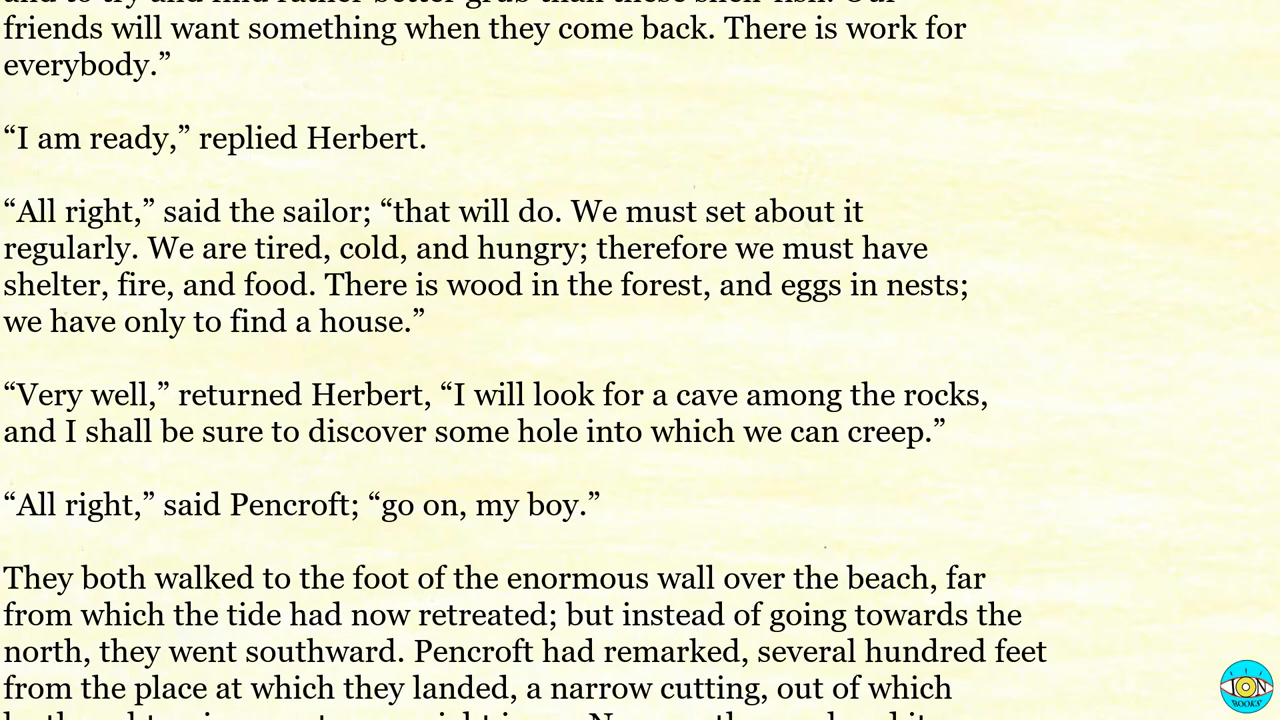 friends will want something when they come back. There is work for
everybody.”
“I am ready,” replied Herbert.
“All right,” said the sailor; “that will do. We must set about it
regularly. We are tired, cold, and hungry; therefore we must have
shelter, fire, and food. There is wood in the forest, and eggs in nests;
we have only to find a house.”
“Very well,” returned Herbert, “I will look for a cave among the rocks,
and I shall be sure to discover some hole into which we can creep.”
“All right,” said Pencroft; “go on, my boy.”
They both walked to the foot of the enormous wall over the beach, far
from which the tide had now retreated; but instead of going towards the
north, they went southward. Pencroft had remarked, several hundred feet
from the place at which they landed, a narrow cutting, out of which
ION
BOOKS